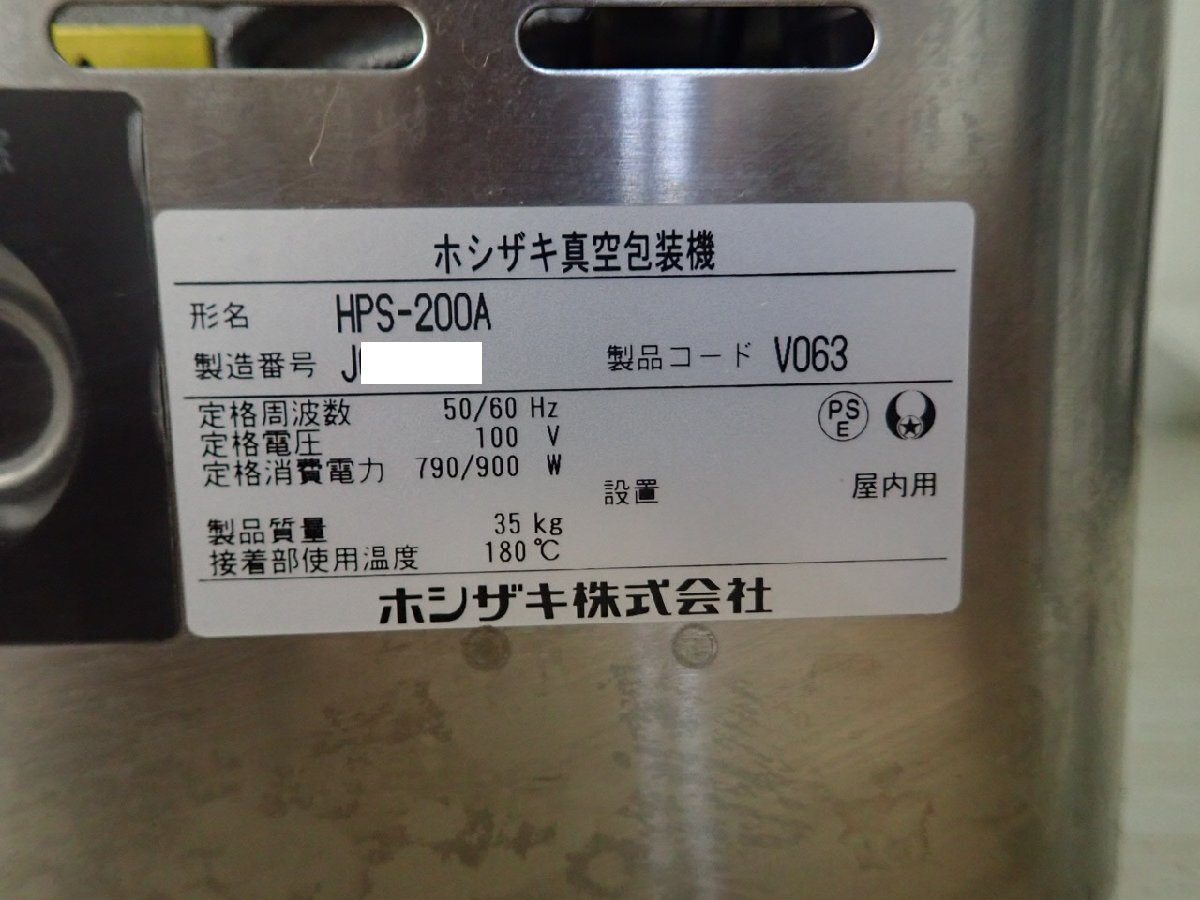 ホシザキ真空包装機
形名 HPS-200A
製造番号 J 製品コード V063
定格周波数 50/60 Hz
定格電圧 100 V
定格消費電力 790/900 W
PS
E
設置 屋内用
製品質量 35 kg
接着部使用温度 180℃
ホシザキ株式会社